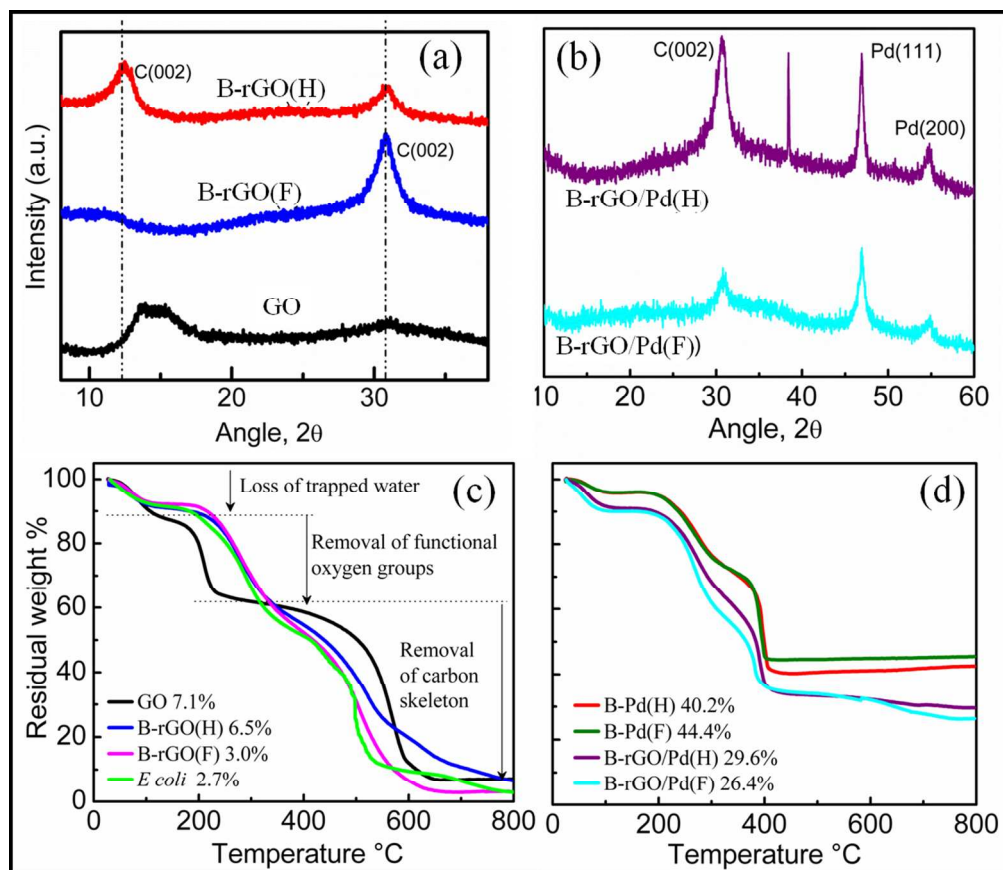 (a)
C(002)
B-rGO(H)
C(002)
B-rGO(F)
GO
Intensity (a.u.)
10 20 30
Angle, 2θ
(b)
C(002)
Pd(111)
Pd(200)
B-rGO/Pd(H)
B-rGO/Pd(F))
10 20 30 40 50 60
Angle, 2θ
(c)
Loss of trapped water
Removal of functional
oxygen groups
Removal
of carbon
skeleton
GO 7.1%
B-rGO(H) 6.5%
B-rGO(F) 3.0%
E coli 2.7%
Residual weight %
100
80
60
40
20
0
0 200 400 600 800
Temperature °C
(d)
B-Pd(H) 40.2%
B-Pd(F) 44.4%
B-rGO/Pd(H) 29.6%
B-rGO/Pd(F) 26.4%
0 200 400 600 800
Temperature °C